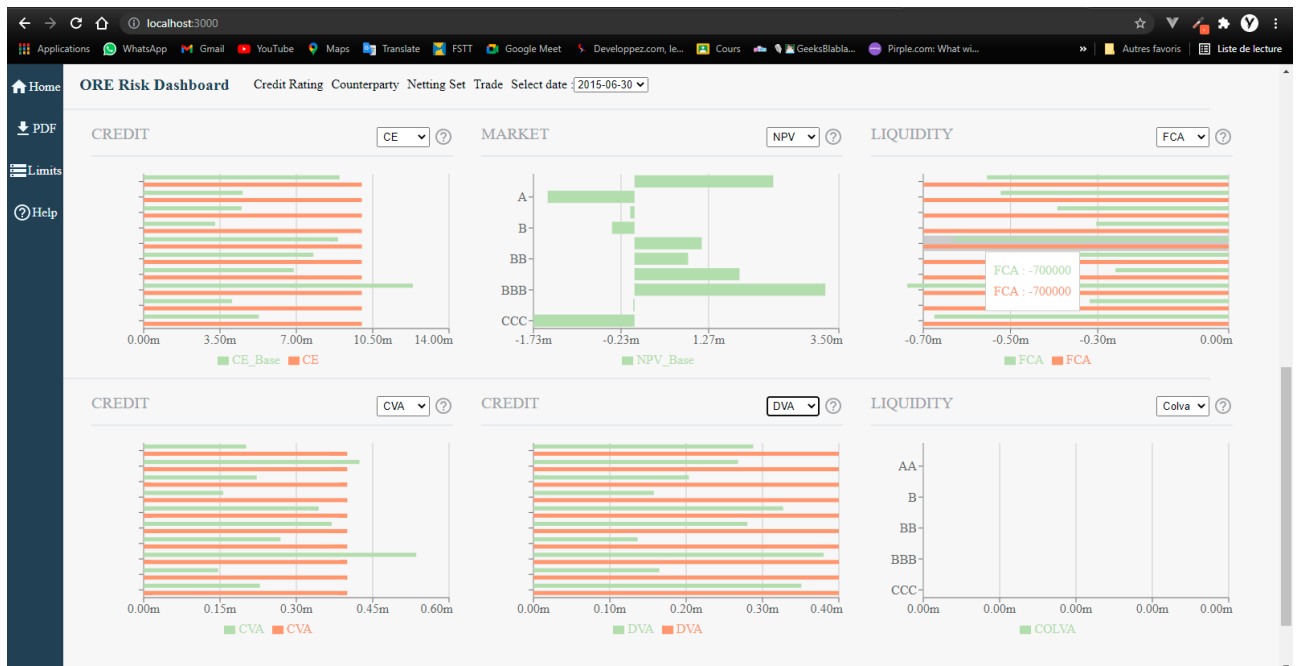 localhost:3000
Applications WhatsApp Gmail YouTube Maps Translate FSTT Google Meet Developpez.com, le... Cours GeeksBlabla... Pirple.com: What wi... » Autres favoris Liste de lecture
Home ORE Risk Dashboard Credit Rating Counterparty Netting Set Trade Select date : 2015-06-30
PDF
Limits
Help
CREDIT CE
MARKET NPV
LIQUIDITY FCA
0.00m 3.50m 7.00m 10.50m 14.00m
CE_Base CE
A
B
BB
BBB
CCC
-1.73m -0.23m 1.27m 3.50m
NPV_Base
FCA : -700000
FCA : -700000
-0.70m -0.50m -0.30m 0.00m
FCA FCA
CREDIT CVA
CREDIT DVA
LIQUIDITY Colva
0.00m 0.15m 0.30m 0.45m 0.60m
CVA CVA
0.00m 0.10m 0.20m 0.30m 0.40m
DVA DVA
AA
B
BB
BBB
CCC
0.00m 0.00m 0.00m 0.00m 0.00m
COLVA